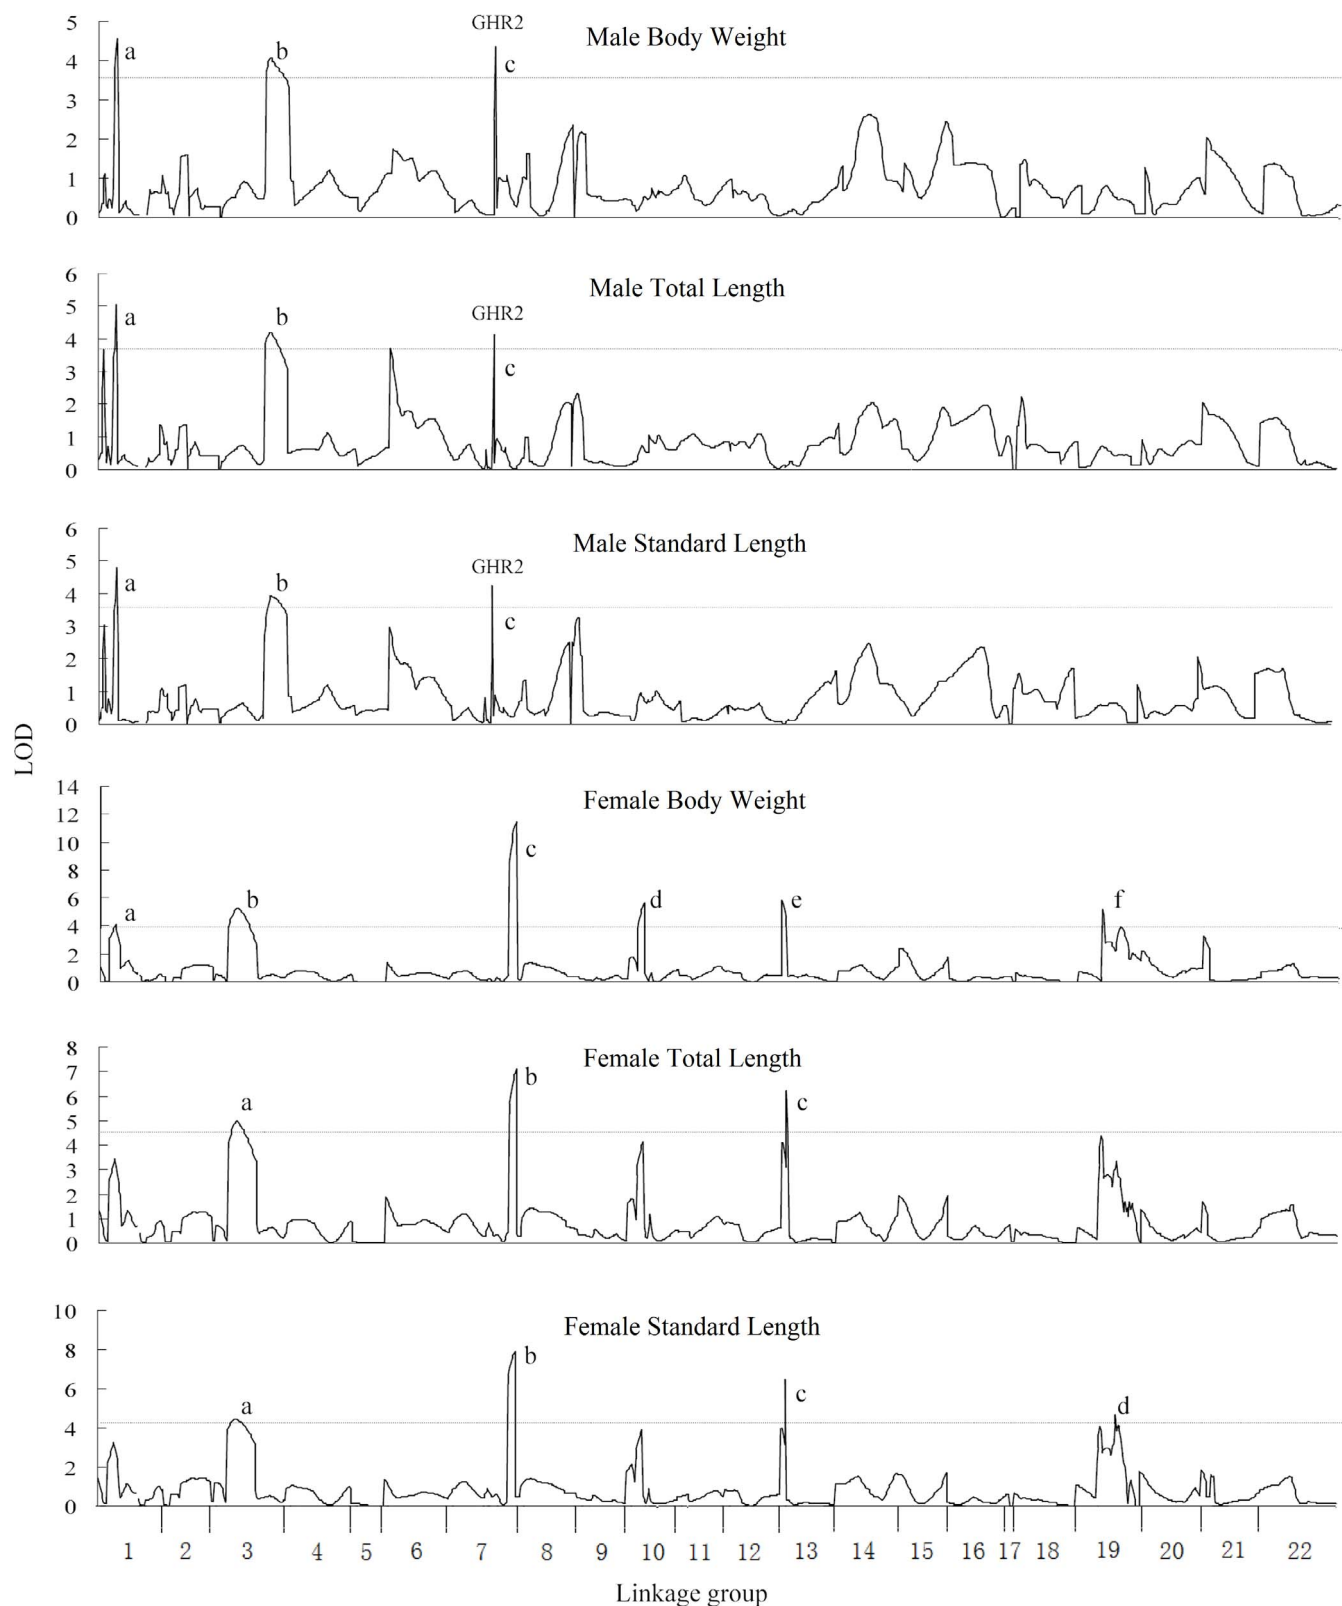 Male Body Weight
GHR2
a
b
c
5
4
3
2
1
0
Male Total Length
GHR2
a
b
c
6
5
4
3
2
1
0
Male Standard Length
GHR2
a
b
c
6
5
4
3
2
1
0
LOD
Female Body Weight
a
b
c
d
e
f
14
12
10
8
6
4
2
0
Female Total Length
a
b
c
8
7
6
5
4
3
2
1
0
Female Standard Length
a
b
c
d
10
8
6
4
2
0
1 2 3 4 5 6 7 8 9 10 11 12 13 14 15 16 17 18 19 20 21 22
Linkage group